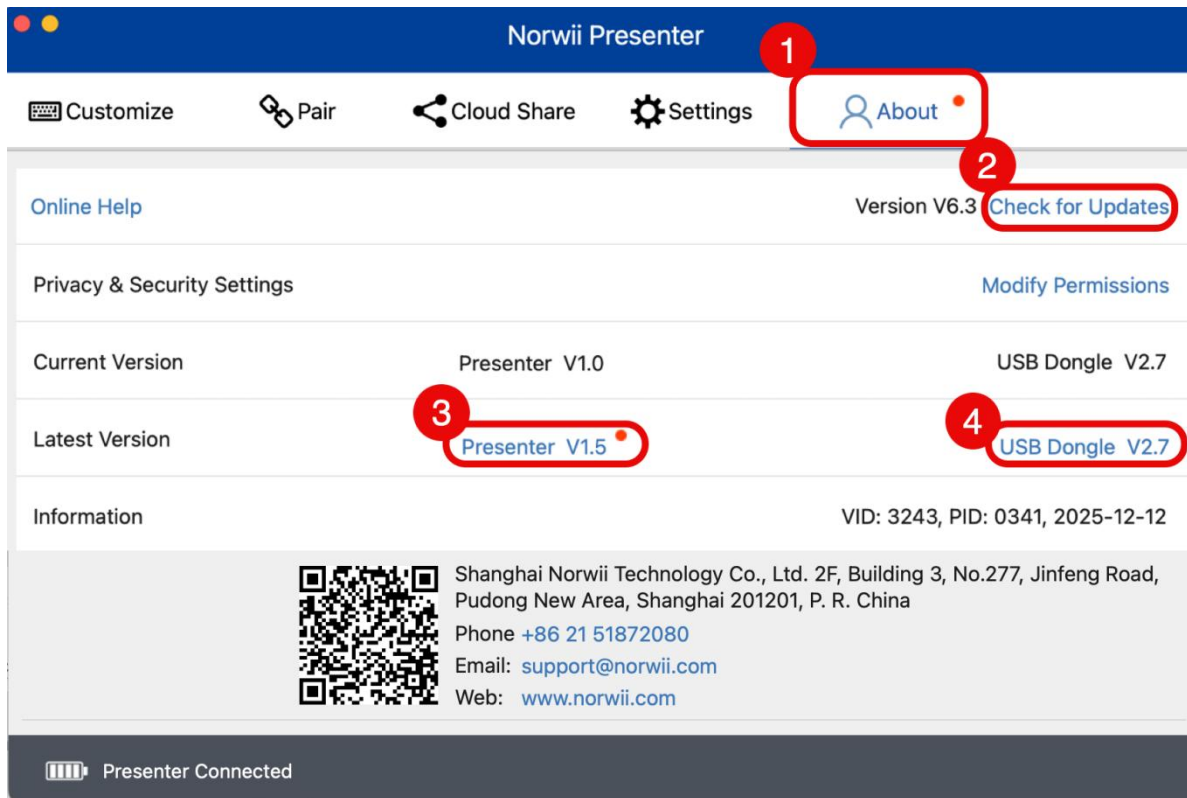 Norwii Presenter
1
Customize Pair Cloud Share Settings About
2
Online Help Version V6.3 Check for Updates
Privacy & Security Settings Modify Permissions
Current Version Presenter V1.0 USB Dongle V2.7
3 4
Latest Version Presenter V1.5 USB Dongle V2.7
Information VID: 3243, PID: 0341, 2025-12-12
Shanghai Norwii Technology Co., Ltd. 2F, Building 3, No.277, Jinfeng Road,
Pudong New Area, Shanghai 201201, P. R. China
Phone +86 21 51872080
Email: support@norwii.com
Web: www.norwii.com
Presenter Connected